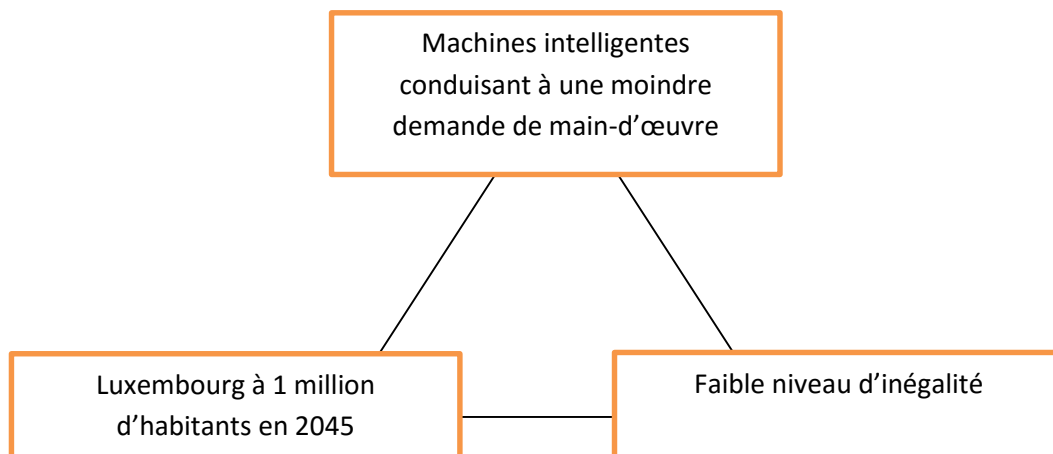 Machines intelligentes
conduisant à une moindre
demande de main-d’œuvre
Luxembourg à 1 million
d’habitants en 2045
Faible niveau d’inégalité